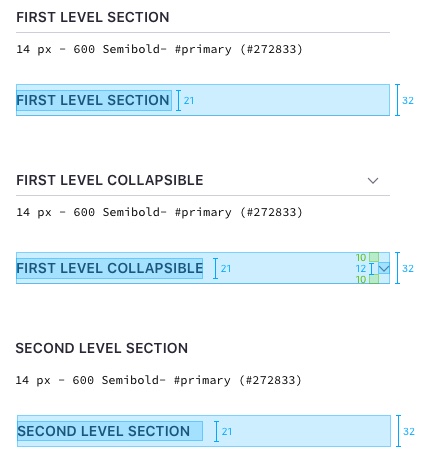 FIRST LEVEL SECTION
14 px - 600 Semibold- #primary (#272833)
FIRST LEVEL SECTION 21 32
FIRST LEVEL COLLAPSIBLE
14 px - 600 Semibold- #primary (#272833)
10
FIRST LEVEL COLLAPSIBLE 21 12 32
10
SECOND LEVEL SECTION
14 px - 600 Semibold- #primary (#272833)
SECOND LEVEL SECTION 21 32